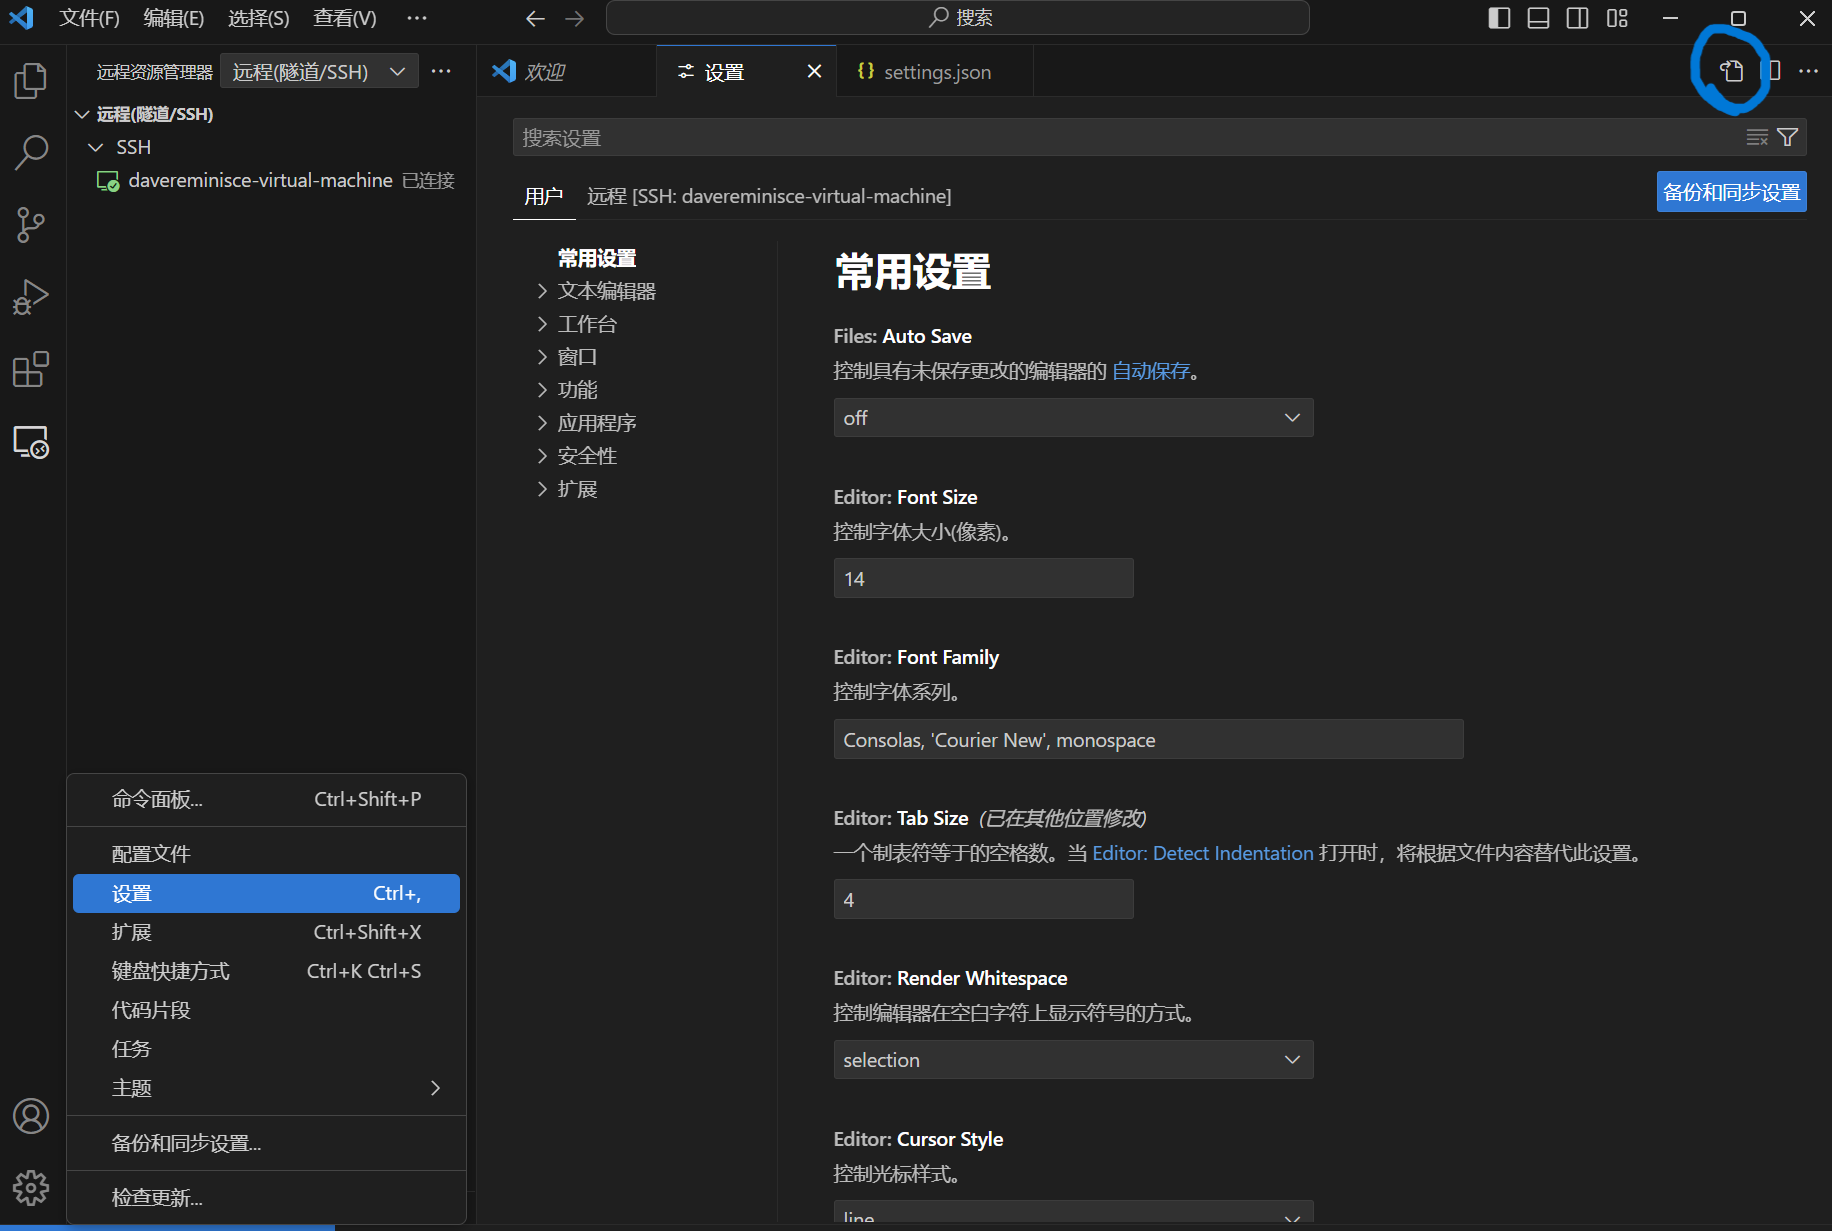 文件(F) 编辑(E) 选择(S) 查看(V) ··· 搜索
远程资源管理器 远程(隧道/SSH) ···
欢迎 设置 settings.json ···
远程(隧道/SSH)
SSH
davereminisce-virtual-machine 已连接
搜索设置
用户 远程 [SSH: davereminisce-virtual-machine] 备份和同步设置
常用设置
文本编辑器
工作台
窗口
功能
应用程序
安全性
扩展
常用设置
Files: Auto Save
控制具有未保存更改的编辑器的 自动保存。
off
Editor: Font Size
控制字体大小(像素)。
14
Editor: Font Family
控制字体系列。
Consolas, 'Courier New', monospace
Editor: Tab Size (已在其他位置修改)
一个制表符等于的空格数。当 Editor: Detect Indentation 打开时，将根据文件内容替代此设置。
4
Editor: Render Whitespace
控制编辑器在空白字符上显示符号的方式。
selection
Editor: Cursor Style
控制光标样式。
line
命令面板... Ctrl+Shift+P
配置文件
设置 Ctrl+,
扩展 Ctrl+Shift+X
键盘快捷方式 Ctrl+K Ctrl+S
代码片段
任务
主题
备份和同步设置...
检查更新...